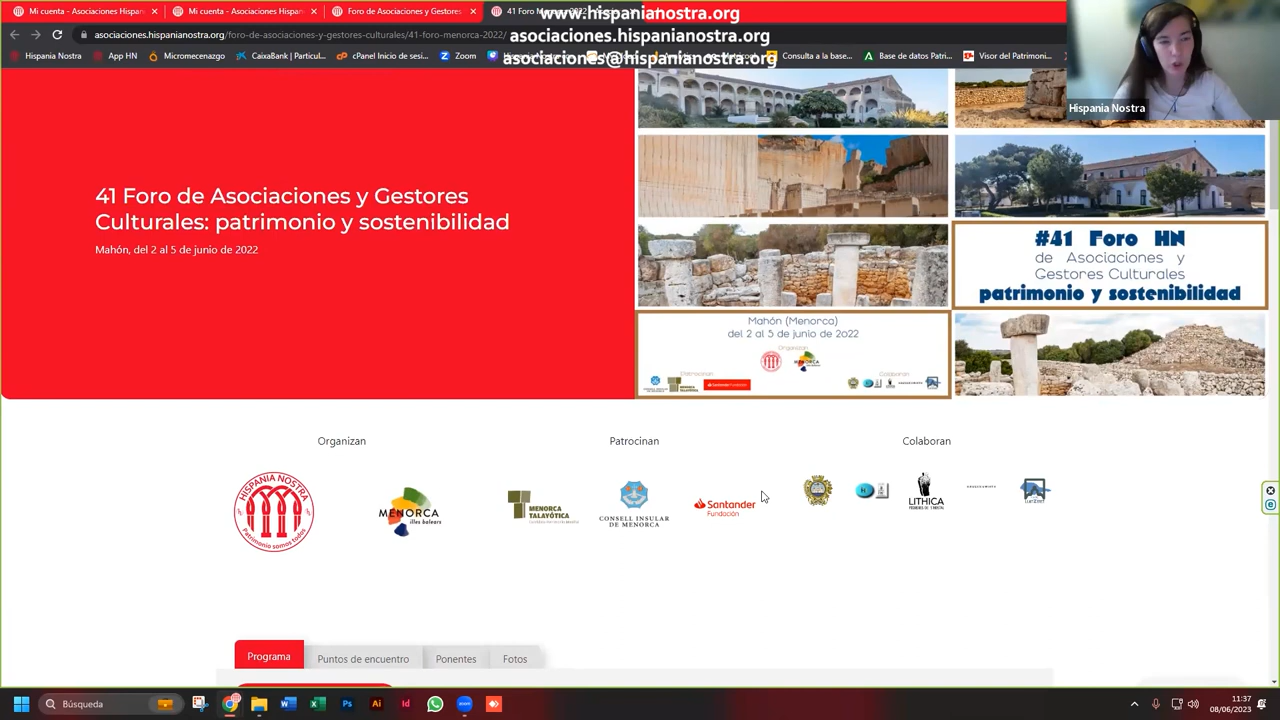 Mi cuenta - Asociaciones Hispan
Mi cuenta - Asociaciones Hispan
Foro de Asociaciones y Gestores
41 Foro
www.hispanianostra.org
asociaciones.hispanianostra.org/foro-de-asociaciones-y-gestores-culturales/41-foro-menorca-2022/
asociaciones.hispanianostra.org
Hispania Nostra
App HN
Micromecenazgo
CaixaBank | Particul...
cPanel Inicio de sesi...
Zoom
asociaciones@hispanianostra.org
Consulta a la base...
Base de datos Patri...
Visor del Patrimoni...
Hispania Nostra
41 Foro de Asociaciones y Gestores
Culturales: patrimonio y sostenibilidad
Mahón, del 2 al 5 de junio de 2022
#41 Foro HN
de Asociaciones y
Gestores Culturales
patrimonio y sostenibilidad
Mahón (Menorca)
del 2 al 5 de junio de 2022
Organizan
Patrocinan
Colaboran
Santander Fundación
Organizan
Patrocinan
Colaboran
HISPANIA NOSTRA
Patrimonio somos todos
MENORCA
illes balears
MENORCA
TALAYÓTICA
CONSELL INSULAR
DE MENORCA
Santander
Fundación
LITHICA
Programa
Puntos de encuentro
Ponentes
Fotos
Búsqueda
11:37
08/06/2023